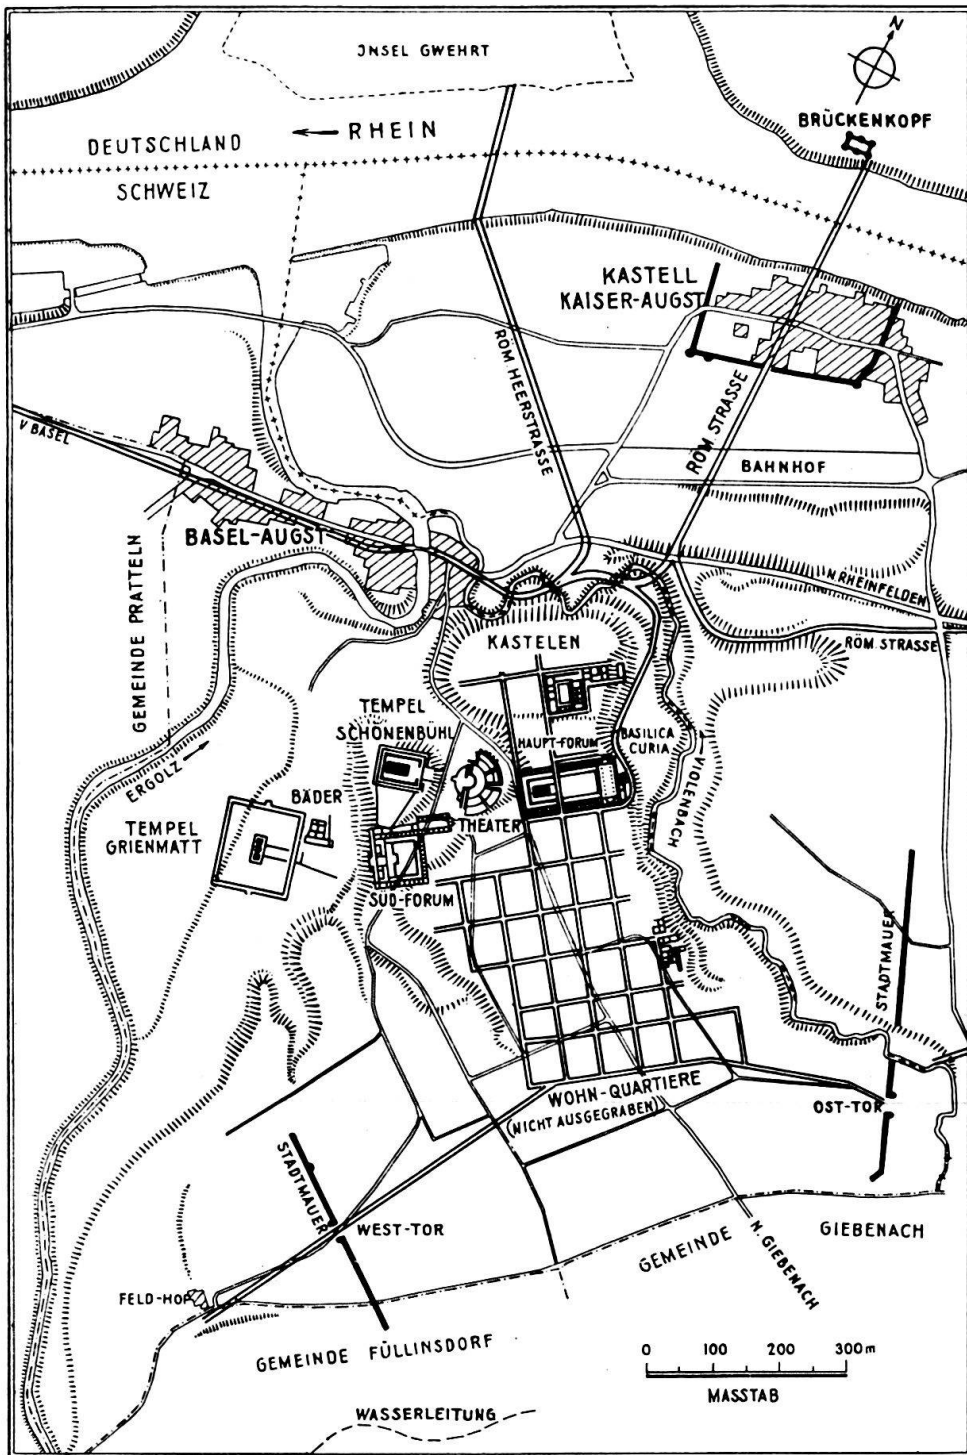 JNSEL GWEHRT
N
BRÜCKENKOPF
RHEIN
DEUTSCHLAND
SCHWEIZ
KASTELL
KAISER-AUGST
RÖM. HEERSTRASSE
RÖM. STRASSE
V. BASEL
BAHNHOF
BASEL-AUGST
GEMEINDE PRATTELN
N. RHEINFELDEN
RÖM. STRASSE
KASTELEN
TEMPEL
SCHÖNENBÜHL
HAUPT-FORUM
BASILICA
CURIA
VIOLENBACH
ERGOLZ
BÄDER
TEMPEL
GRIENMATT
THEATER
SÜD-FORUM
STADTMAUER
WOHN-QUARTIERE
(NICHT AUSGEGRABEN)
OST-TOR
STADTMAUER
WEST-TOR
GIEBENACH
GEMEINDE
N. GIEBENACH
FELD-HOF
GEMEINDE FÜLLINSDORF
0 100 200 300 m
MASSTAB
WASSERLEITUNG